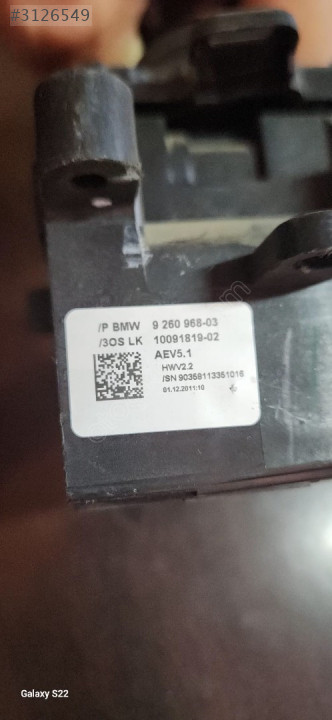 #3126549
/P BMW 9 260 968-03
/3OS LK 10091819-02
AEV5.1
HWV2.2
/SN 90358113351016
01.12.2011:10
Galaxy S22